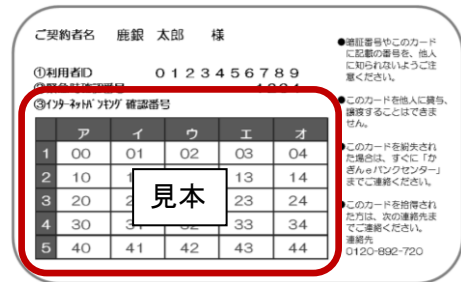 ご契約者名 鹿銀 太郎 様
①利用者ID 0123456789
③インターネットバンキング 確認番号
ア イ ウ エ オ
1 00 01 02 03 04
2 10 13 14
3 20 23 24
4 30 33 34
5 40 41 42 43 44
見本
●暗証番号やこのカード
に記載の番号を、他人
に知られないようご注
意ください。
●このカードを他人に貸与、
譲渡することはできま
せん。
●このカードを紛失され
た場合は、すぐに「か
ぎんeバンクセンター」
までご連絡ください。
●このカードを拾得され
た方は、次の連絡先ま
でご連絡ください。
連絡先
0120-892-720